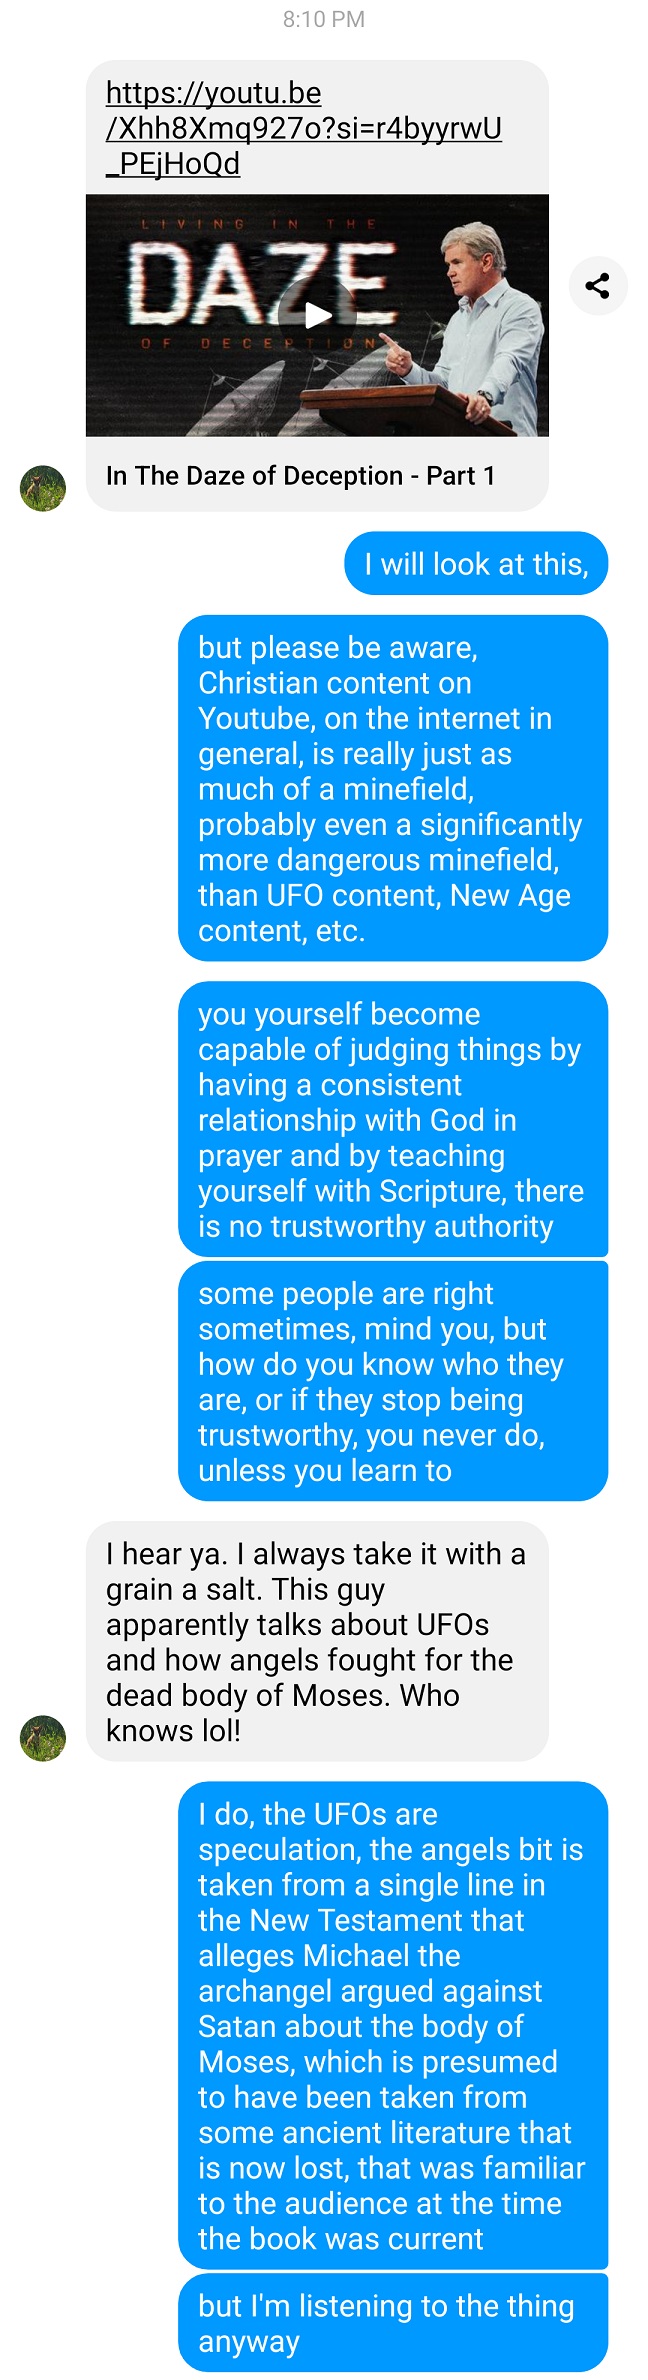 8:10 PM
https://youtu.be
/Xhh8Xmq927o?si=r4byyrwU
_PEjHoQd
LIVING IN THE
DAZE
OF DECEPTION
In The Daze of Deception - Part 1
I will look at this,
but please be aware,
Christian content on
Youtube, on the internet in
general, is really just as
much of a minefield,
probably even a significantly
more dangerous minefield,
than UFO content, New Age
content, etc.
you yourself become
capable of judging things by
having a consistent
relationship with God in
prayer and by teaching
yourself with Scripture, there
is no trustworthy authority
some people are right
sometimes, mind you, but
how do you know who they
are, or if they stop being
trustworthy, you never do,
unless you learn to
I hear ya. I always take it with a
grain a salt. This guy
apparently talks about UFOs
and how angels fought for the
dead body of Moses. Who
knows lol!
I do, the UFOs are
speculation, the angels bit is
taken from a single line in
the New Testament that
alleges Michael the
archangel argued against
Satan about the body of
Moses, which is presumed
to have been taken from
some ancient literature that
is now lost, that was familiar
to the audience at the time
the book was current
but I'm listening to the thing
anyway